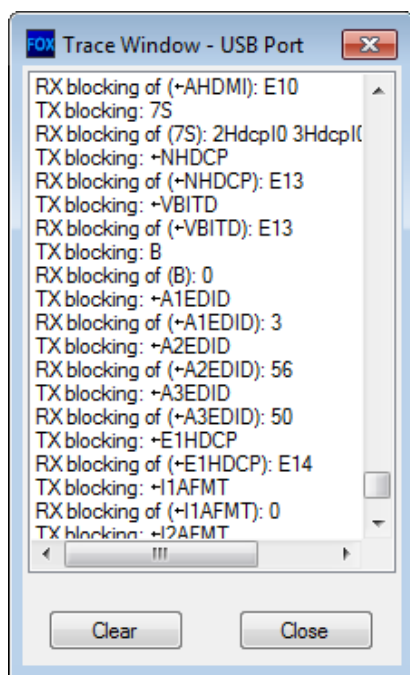 FOX Trace Window - USB Port
RX blocking of (←AHDMI): E10
TX blocking: 7S
RX blocking of (7S): 2HdcpI0 3HdcpI0
TX blocking: ←NHDCP
RX blocking of (←NHDCP): E13
TX blocking: ←VBITD
RX blocking of (←VBITD): E13
TX blocking: B
RX blocking of (B): 0
TX blocking: ←A1EDID
RX blocking of (←A1EDID): 3
TX blocking: ←A2EDID
RX blocking of (←A2EDID): 56
TX blocking: ←A3EDID
RX blocking of (←A3EDID): 50
TX blocking: ←E1HDCP
RX blocking of (←E1HDCP): E14
TX blocking: ←I1AFMT
RX blocking of (←I1AFMT): 0
TX blocking: ←I2AFMT
Clear Close